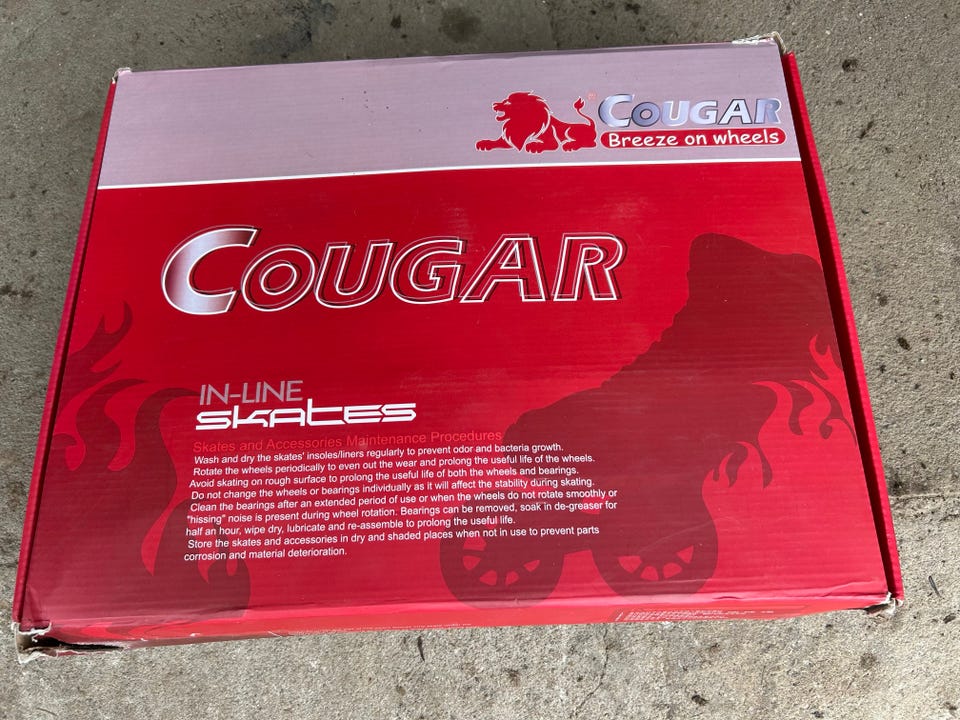 COUGAR
Breeze on wheels
COUGAR
IN-LINE
SKATES
Skates and Accessories Maintenance Procedures
Wash and dry the skates' insoles/liners regularly to prevent odor and bacteria growth.
Rotate the wheels periodically to even out the wear and prolong the useful life of the wheels.
Avoid skating on rough surface to prolong the useful life of both the wheels and bearings.
Do not change the wheels or bearings individually as it will affect the stability during skating.
Clean the bearings after an extended period of use or when the wheels do not rotate smoothly or
"hissing" noise is present during wheel rotation. Bearings can be removed, soak in de-greaser for
half an hour, wipe dry, lubricate and re-assemble to prolong the useful life.
Store the skates and accessories in dry and shaded places when not in use to prevent parts
corrosion and material deterioration.